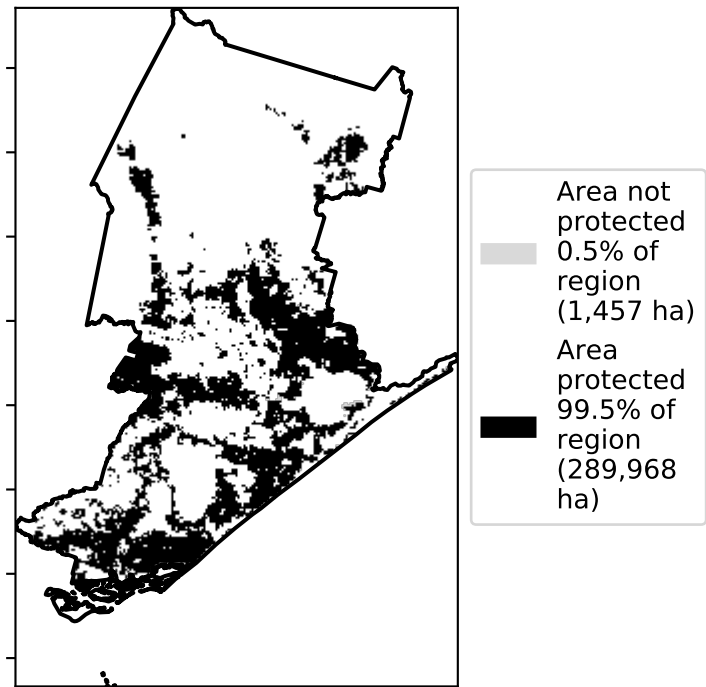 Area not
protected
0.5% of
region
(1,457 ha)
Area
protected
99.5% of
region
(289,968
ha)